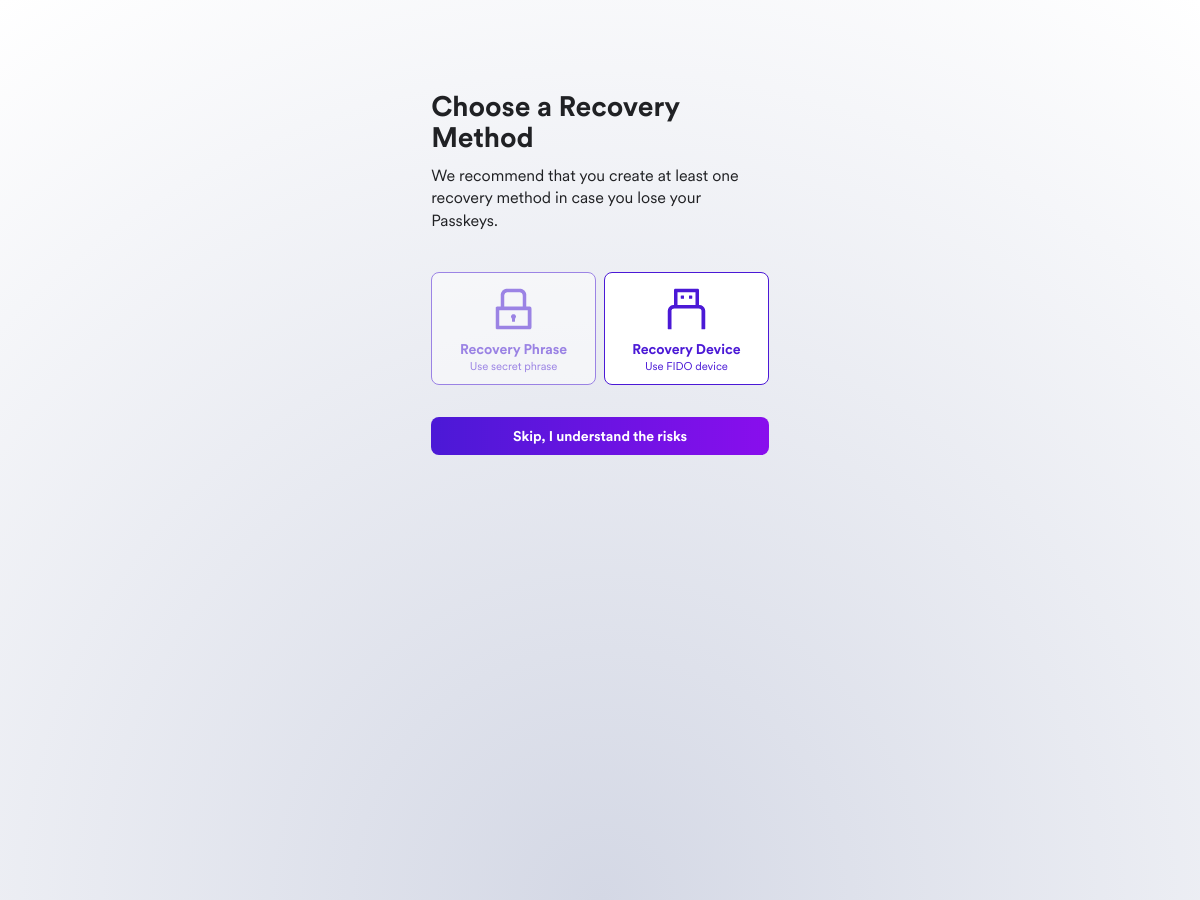 Choose a Recovery
Method
We recommend that you create at least one
recovery method in case you lose your
Passkeys.
Recovery Phrase
Use secret phrase
Recovery Device
Use FIDO device
Skip, I understand the risks